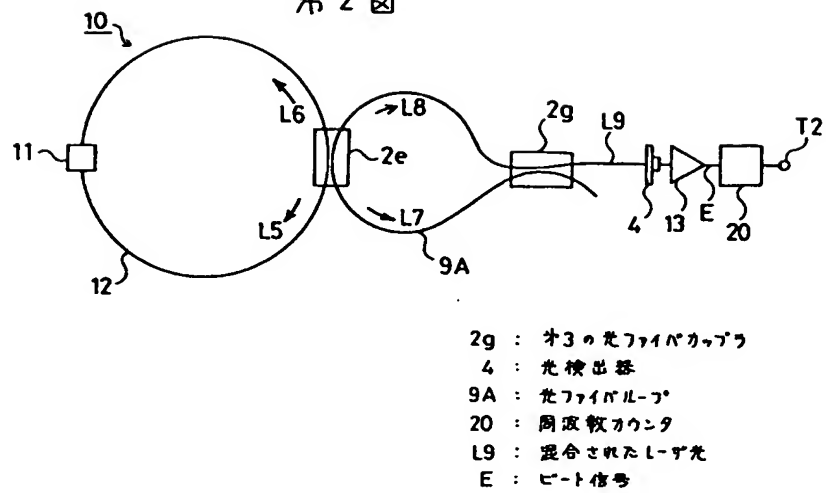 第2図
10
L6
L8
2g
L9
T2
11
2e
L5
L7
4
13
E
20
12
9A
2g : 第3の光ファイバカップラ
4 : 光検出器
9A : 光ファイバループ
20 : 周波数カウンタ
L9 : 混合されたレーザ光
E : ビート信号